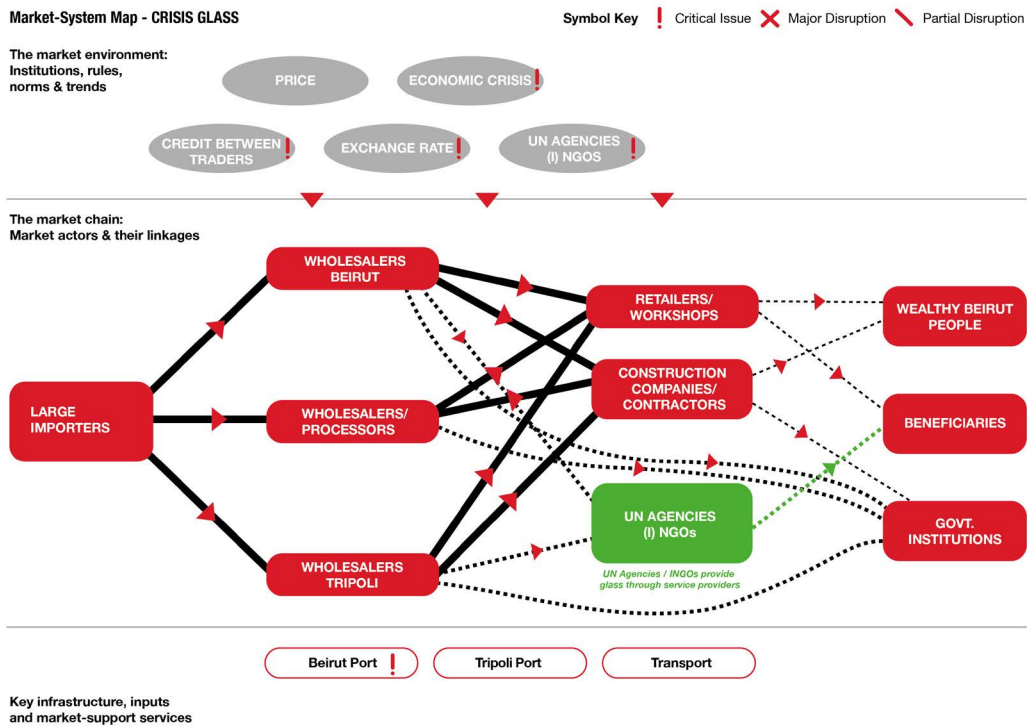 Market-System Map - CRISIS GLASS
Symbol Key
Critical Issue
Major Disruption
Partial Disruption
The market environment:
Institutions, rules,
norms & trends
PRICE
ECONOMIC CRISIS
CREDIT BETWEEN
TRADERS
EXCHANGE RATE
UN AGENCIES
(I) NGOS
The market chain:
Market actors & their linkages
WHOLESALERS
BEIRUT
RETAILERS/
WORKSHOPS
WEALTHY BEIRUT
PEOPLE
LARGE
IMPORTERS
WHOLESALERS/
PROCESSORS
CONSTRUCTION
COMPANIES/
CONTRACTORS
BENEFICIARIES
UN AGENCIES
(I) NGOs
GOVT.
INSTITUTIONS
WHOLESALERS
TRIPOLI
UN Agencies / INGOs provide
glass through service providers
Beirut Port
Tripoli Port
Transport
Key infrastructure, inputs
and market-support services